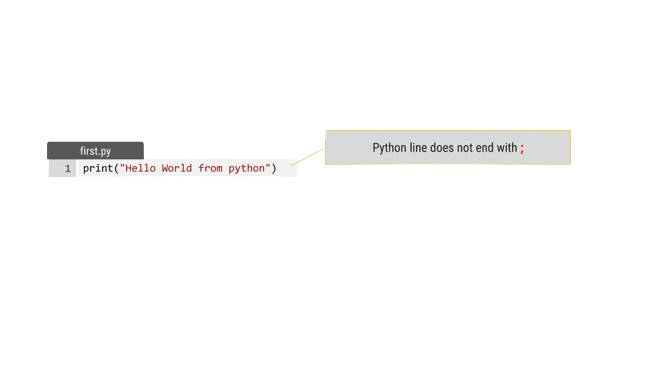 first.py
1 print("Hello World from python")
Python line does not end with ;